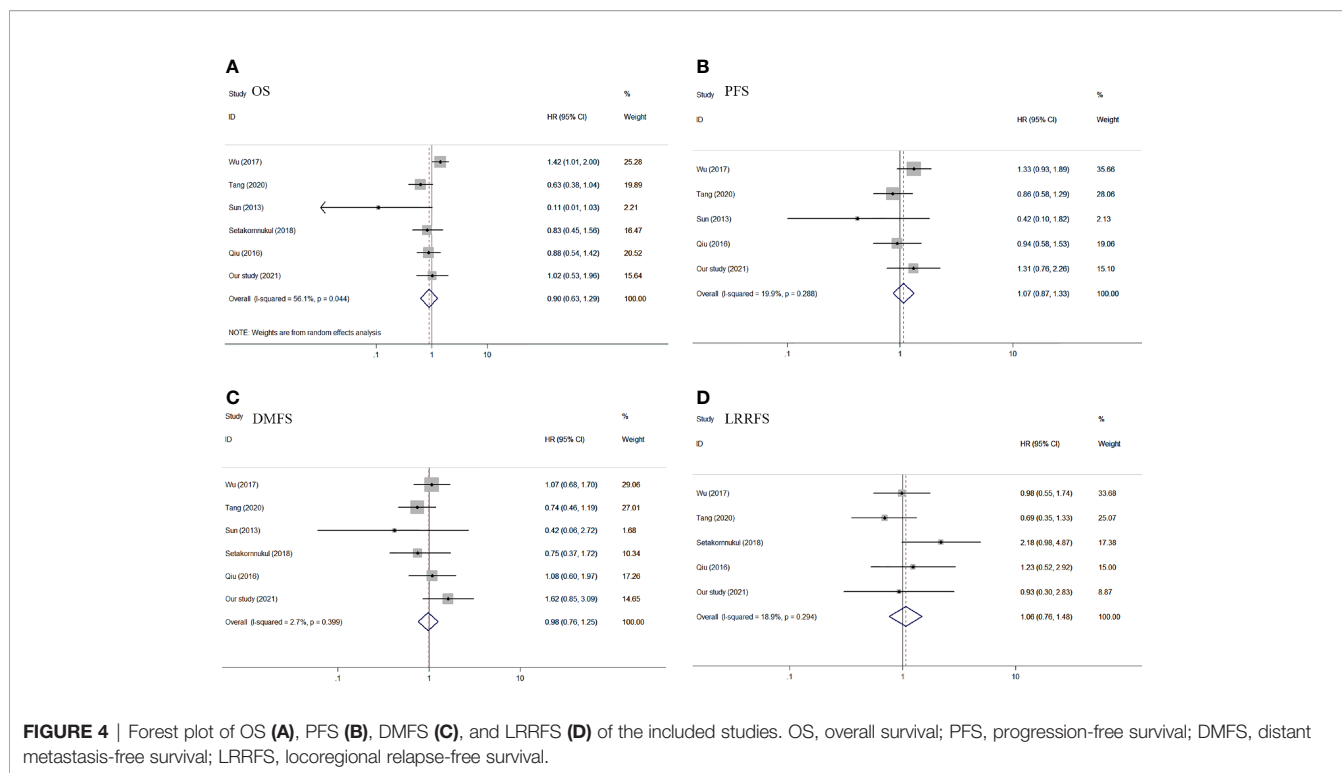 A
Study OS %
ID HR (95% CI) Weight
Wu (2017) 1.42 (1.01, 2.00) 25.28
Tang (2020) 0.63 (0.38, 1.04) 19.89
Sun (2013) 0.11 (0.01, 1.03) 2.21
Setakornnukul (2018) 0.83 (0.45, 1.56) 16.47
Qiu (2016) 0.88 (0.54, 1.42) 20.52
Our study (2021) 1.02 (0.53, 1.96) 15.64
Overall (I-squared = 56.1%, p = 0.044) 0.90 (0.63, 1.29) 100.00
NOTE: Weights are from random effects analysis
.1 1 10
B
Study PFS %
ID HR (95% CI) Weight
Wu (2017) 1.33 (0.93, 1.89) 35.66
Tang (2020) 0.86 (0.58, 1.29) 28.06
Sun (2013) 0.42 (0.10, 1.82) 2.13
Qiu (2016) 0.94 (0.58, 1.53) 19.06
Our study (2021) 1.31 (0.76, 2.26) 15.10
Overall (I-squared = 19.9%, p = 0.288) 1.07 (0.87, 1.33) 100.00
.1 1 10
C
Study DMFS %
ID HR (95% CI) Weight
Wu (2017) 1.07 (0.68, 1.70) 29.06
Tang (2020) 0.74 (0.46, 1.19) 27.01
Sun (2013) 0.42 (0.06, 2.72) 1.68
Setakornnukul (2018) 0.75 (0.37, 1.72) 10.34
Qiu (2016) 1.08 (0.60, 1.97) 17.26
Our study (2021) 1.62 (0.85, 3.09) 14.65
Overall (I-squared = 2.7%, p = 0.399) 0.98 (0.76, 1.25) 100.00
.1 1 10
D
Study LRRFS %
ID HR (95% CI) Weight
Wu (2017) 0.98 (0.55, 1.74) 33.68
Tang (2020) 0.69 (0.35, 1.33) 25.07
Setakornnukul (2018) 2.18 (0.98, 4.87) 17.38
Qiu (2016) 1.23 (0.52, 2.92) 15.00
Our study (2021) 0.93 (0.30, 2.83) 8.87
Overall (I-squared = 18.9%, p = 0.294) 1.06 (0.76, 1.48) 100.00
.1 1 10
FIGURE 4 | Forest plot of OS (A), PFS (B), DMFS (C), and LRRFS (D) of the included studies. OS, overall survival; PFS, progression-free survival; DMFS, distant
metastasis-free survival; LRRFS, locoregional relapse-free survival.